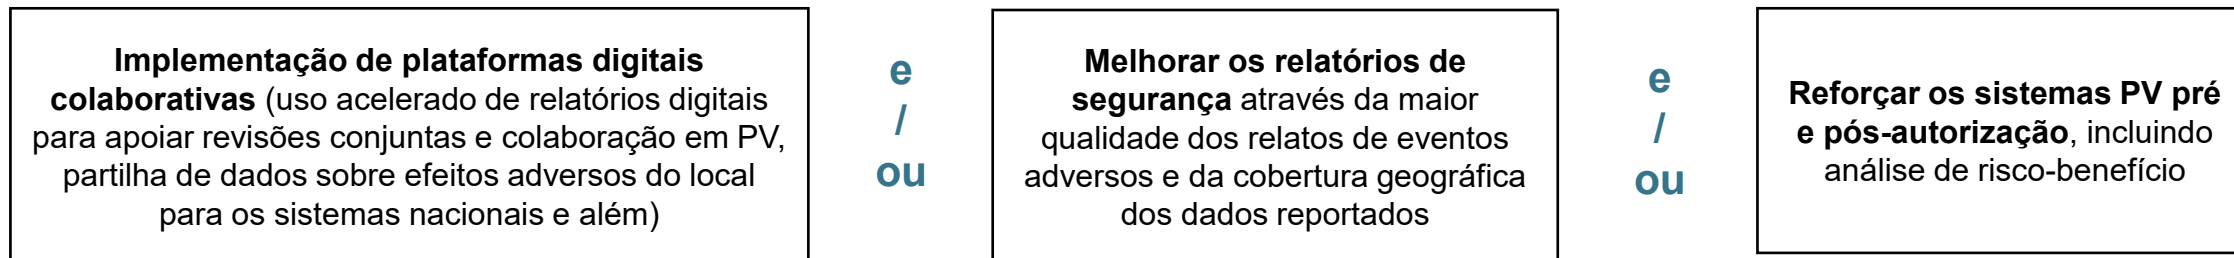 Implementação de plataformas digitais
colaborativas (uso acelerado de relatórios digitais
para apoiar revisões conjuntas e colaboração em PV,
partilha de dados sobre efeitos adversos do local
para os sistemas nacionais e além)
e
/
ou
Melhorar os relatórios de
segurança através da maior
qualidade dos relatos de eventos
adversos e da cobertura geográfica
dos dados reportados
e
/
ou
Reforçar os sistemas PV pré
e pós-autorização, incluindo
análise de risco-benefício